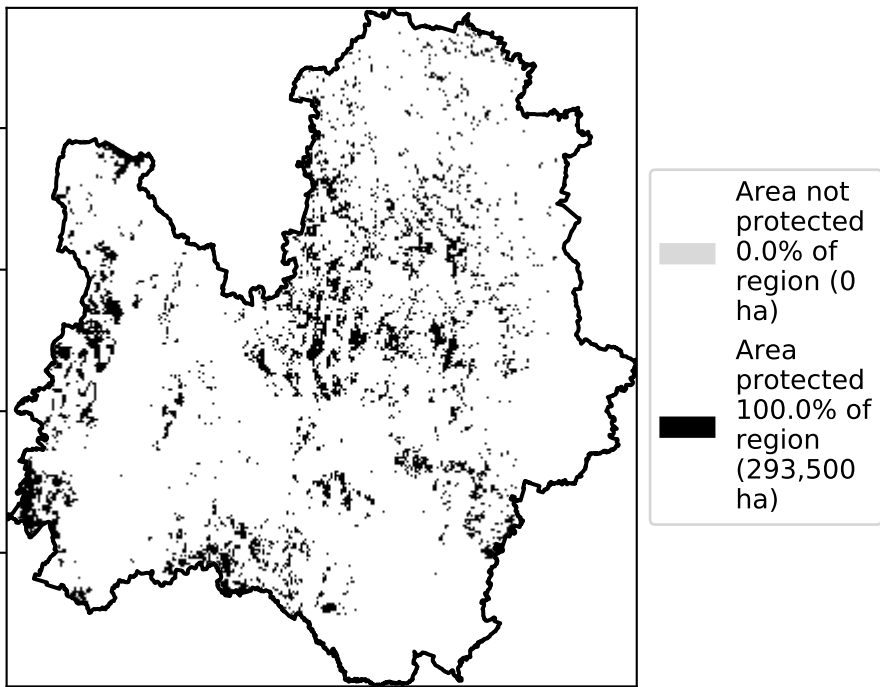 Area not
protected
0.0% of
region (0
ha)
Area
protected
100.0% of
region
(293,500
ha)